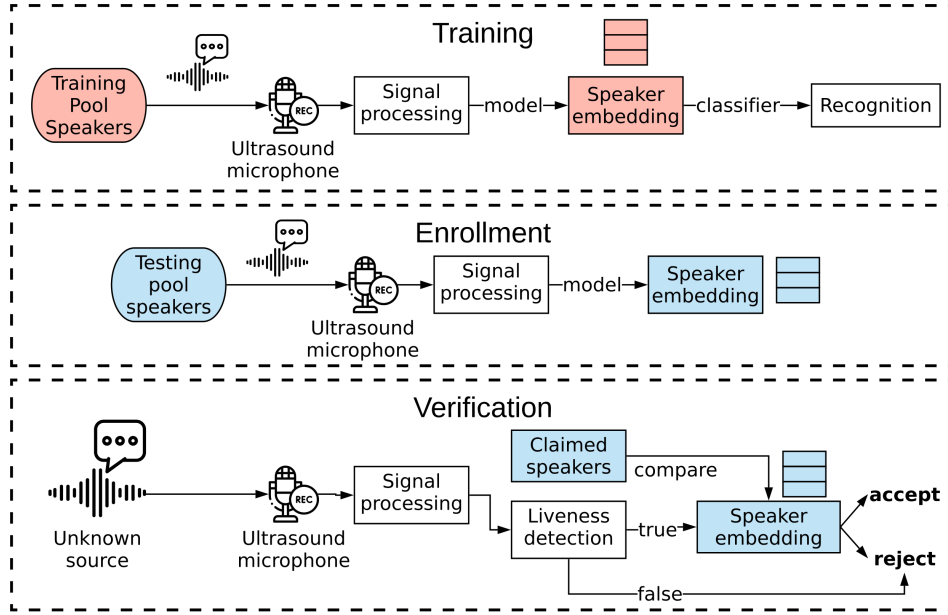 Training
Training
Pool
Speakers
REC
Ultrasound
microphone
Signal
processing
model
Speaker
embedding
classifier
Recognition
Enrollment
Testing
pool
speakers
REC
Ultrasound
microphone
Signal
processing
model
Speaker
embedding
Verification
Unknown
source
REC
Ultrasound
microphone
Signal
processing
Claimed
speakers
compare
Liveness
detection
true
false
Speaker
embedding
accept
reject